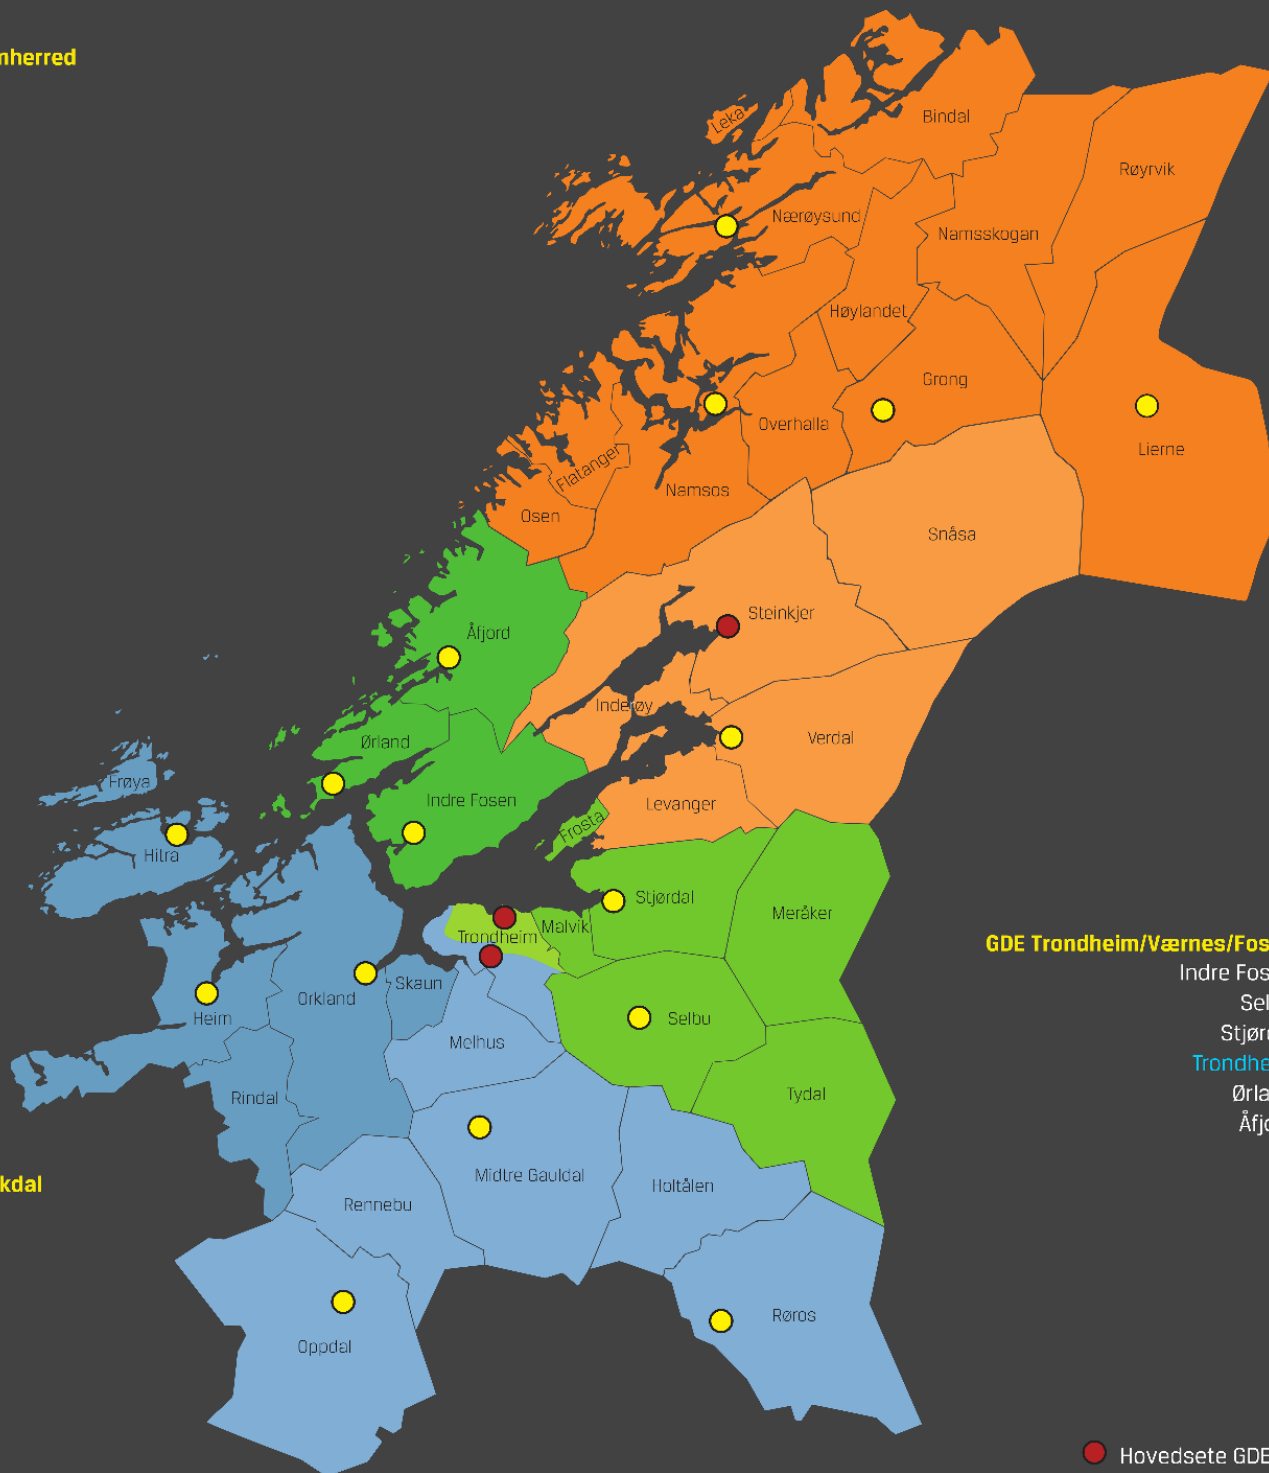 mherred
Leka
Bindal
Røyrvik
Nærøysund
Namsskogan
Høylandet
Grong
Overhalla
Lierne
Flatanger
Namsos
Osen
Snåsa
Steinkjer
Åfjord
Inderøy
Verdal
Ørland
Frøya
Indre Fosen
Levanger
Frosta
Hitra
Stjørdal
Meråker
Malvik
Trondheim
GDE Trondheim/Værnes/Fos
Indre Fos
Skaun
Orkland
Sel
Heim
Selbu
Stjør
Melhus
Trondhe
Rindal
Tydal
Ørla
Åfjo
Midtre Gauldal
kdal
Holtålen
Rennebu
Røros
Oppdal
Hovedsete GDE